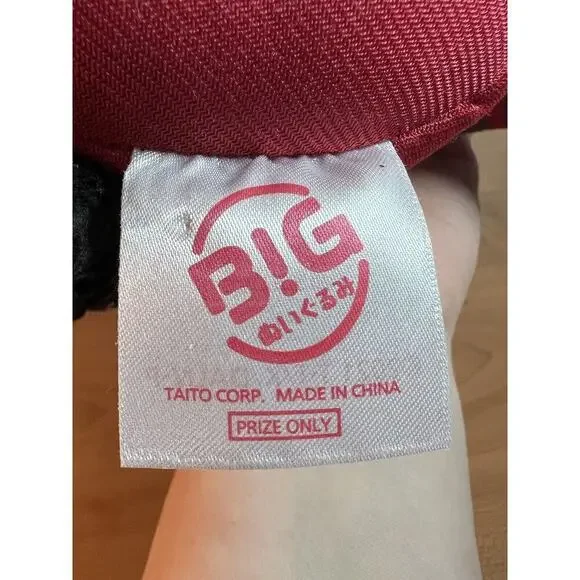 B!G
ぬいぐるみ
TAITO CORP. MADE IN CHINA
PRIZE ONLY